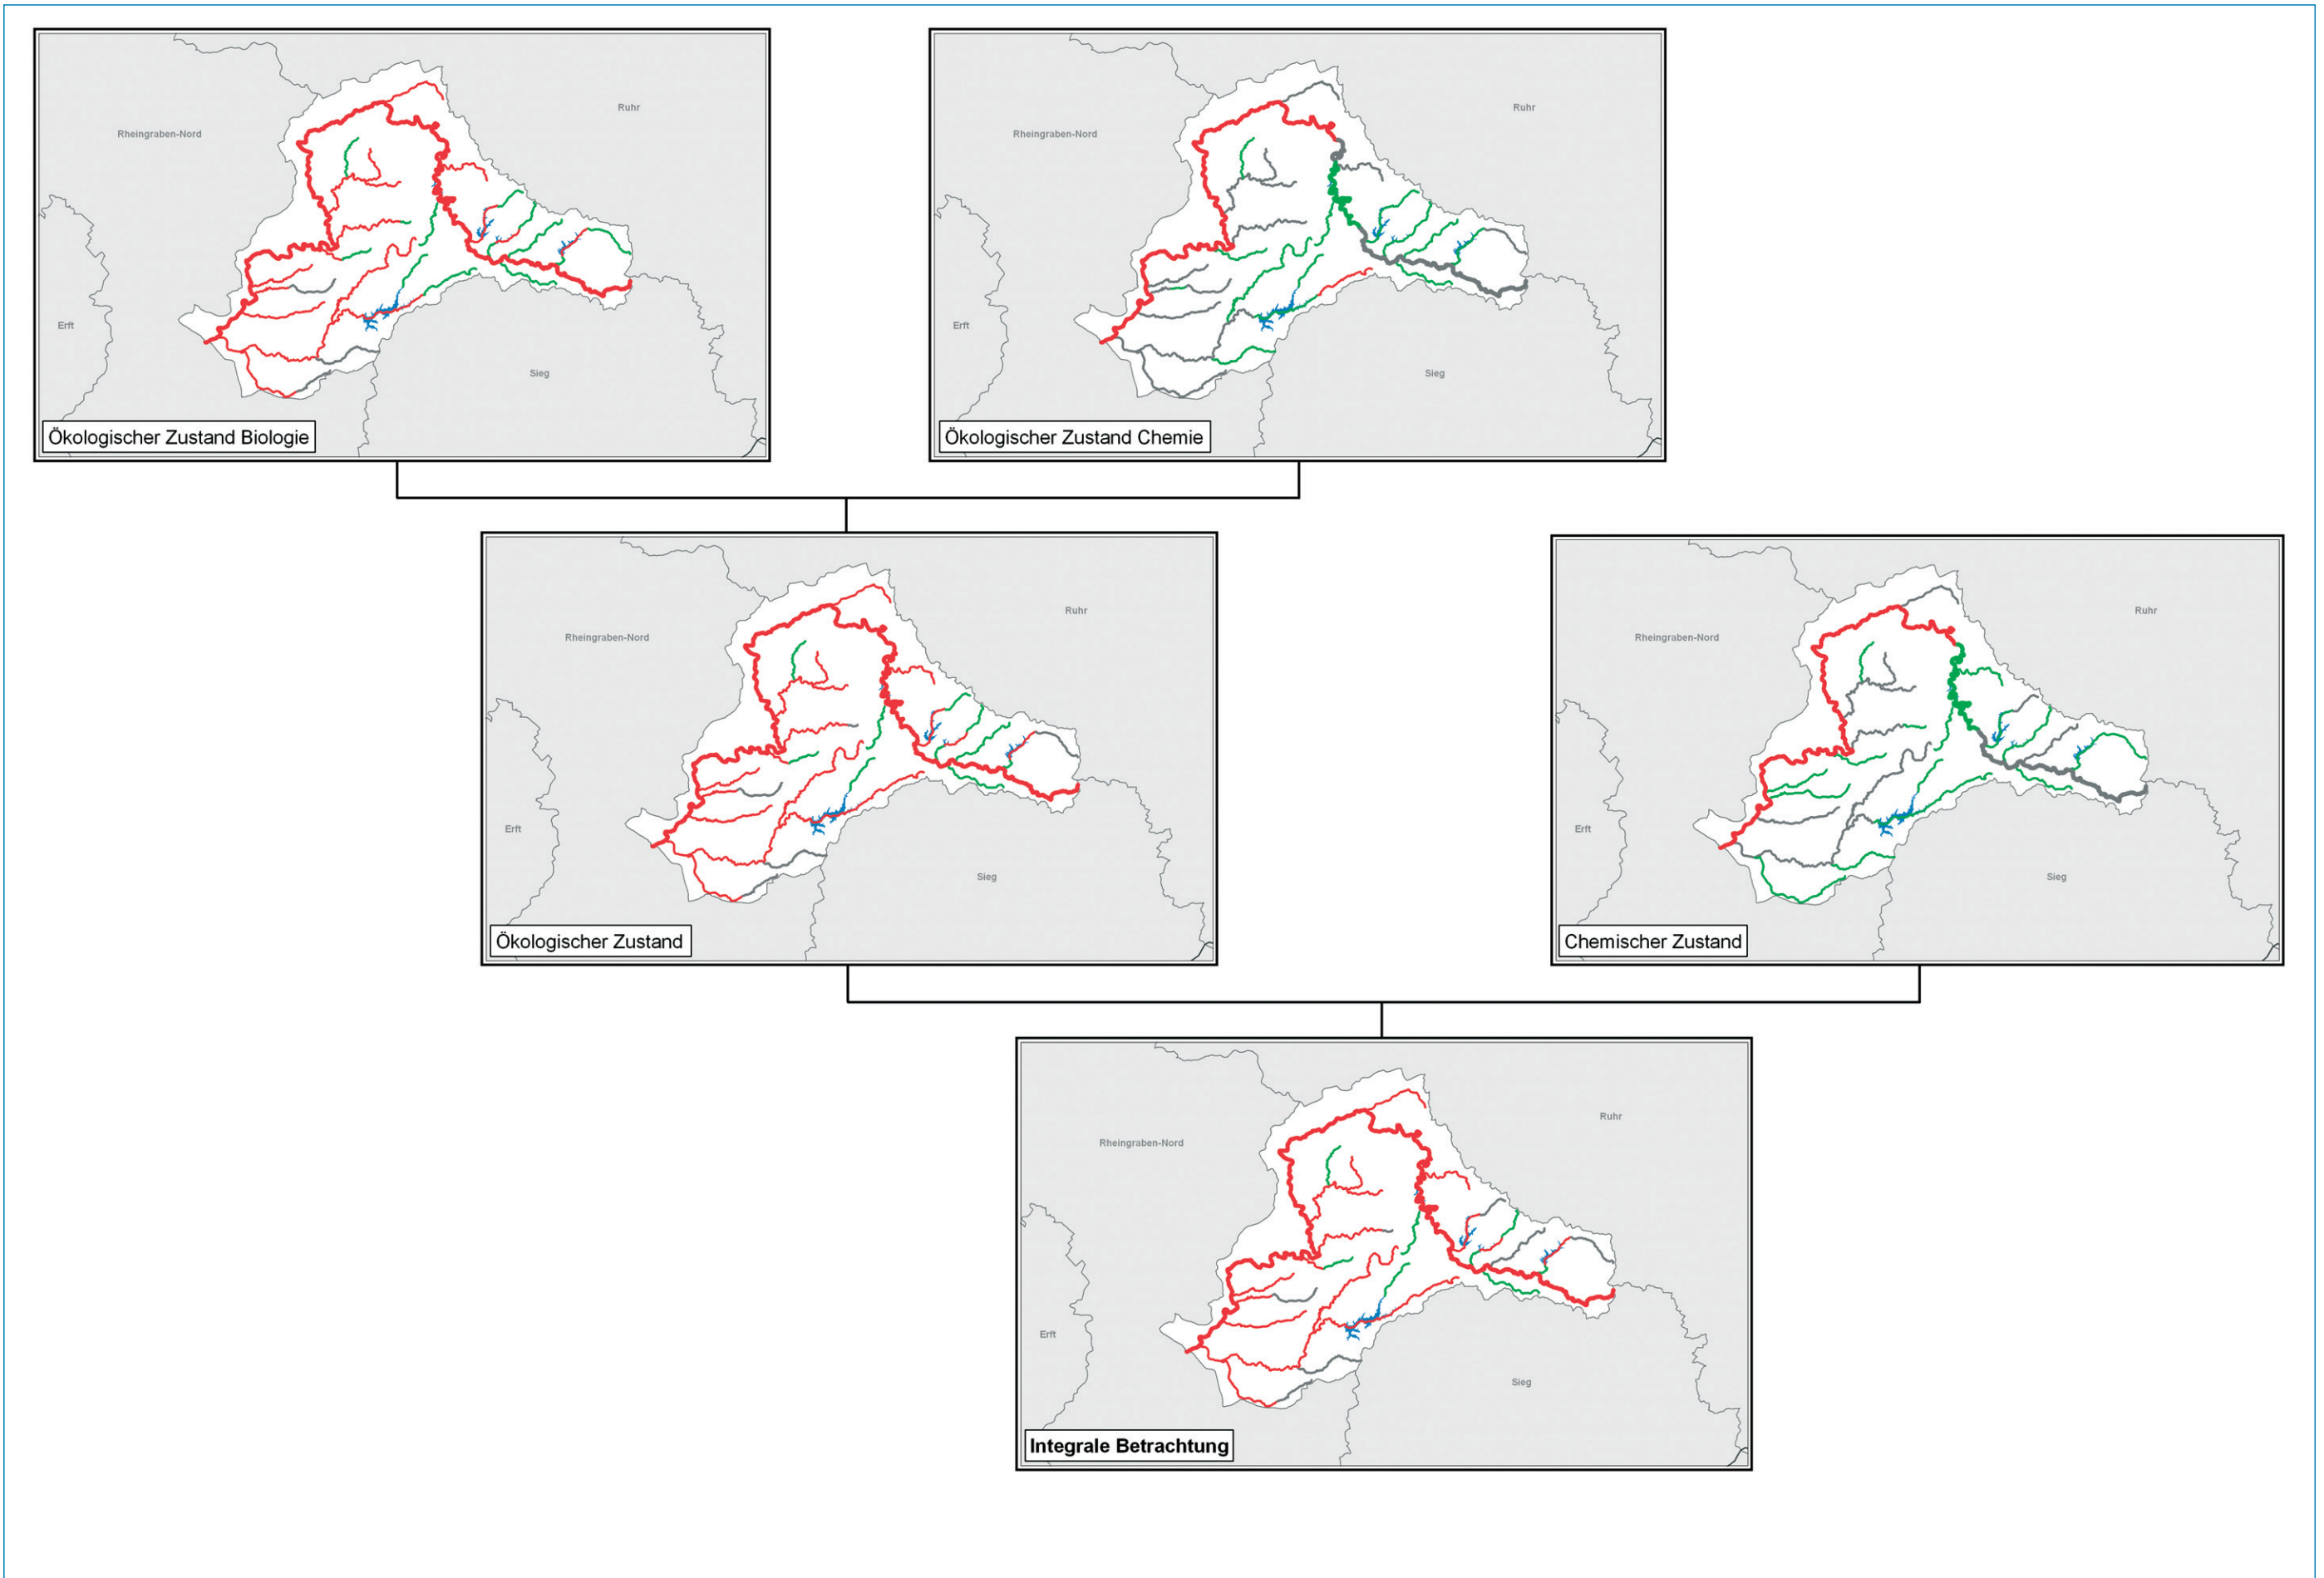 Ruhr
Rheingraben-Nord
Erft
Sieg
Ökologischer Zustand Biologie
Ruhr
Rheingraben-Nord
Erft
Sieg
Ökologischer Zustand Chemie
Ruhr
Rheingraben-Nord
Erft
Sieg
Ökologischer Zustand
Ruhr
Rheingraben-Nord
Erft
Sieg
Chemischer Zustand
Ruhr
Rheingraben-Nord
Erft
Sieg
Integrale Betrachtung